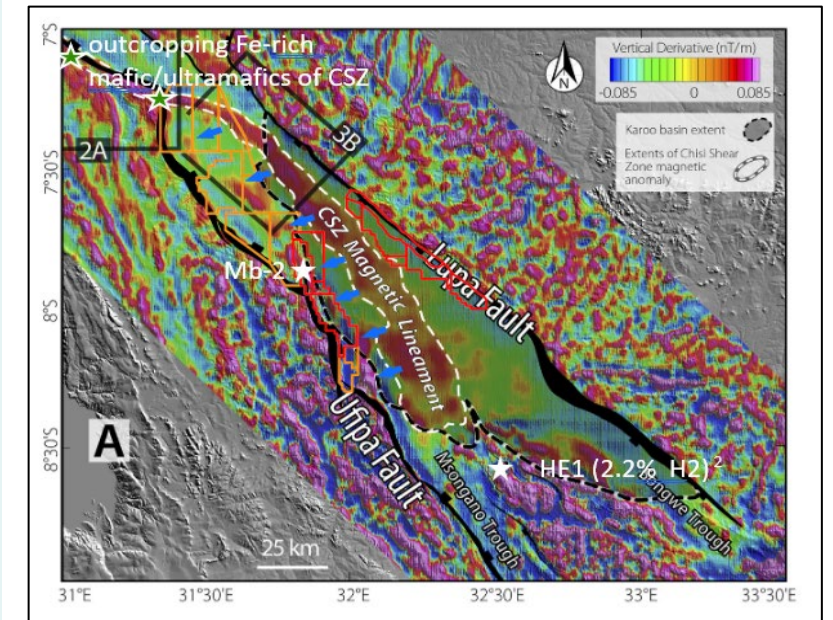 7°S
outcropping Fe-rich
mafic/ultramafics of CSZ
N
Vertical Derivative (nT/m)
-0.085 0 0.085
Karoo basin extent
Extents of Chisi Shear
Zone magnetic
anomaly
2A
3B
7°30'S
CSZ Magnetic Lineament
Lupa Fault
Mb-2
8°S
Ufipa Fault
A
8°30'S
HE1 (2.2% H2)²
Msongano Trough
Trough
25 km
31°E 31°30'E 32°E 32°30'E 33°E 33°30'E